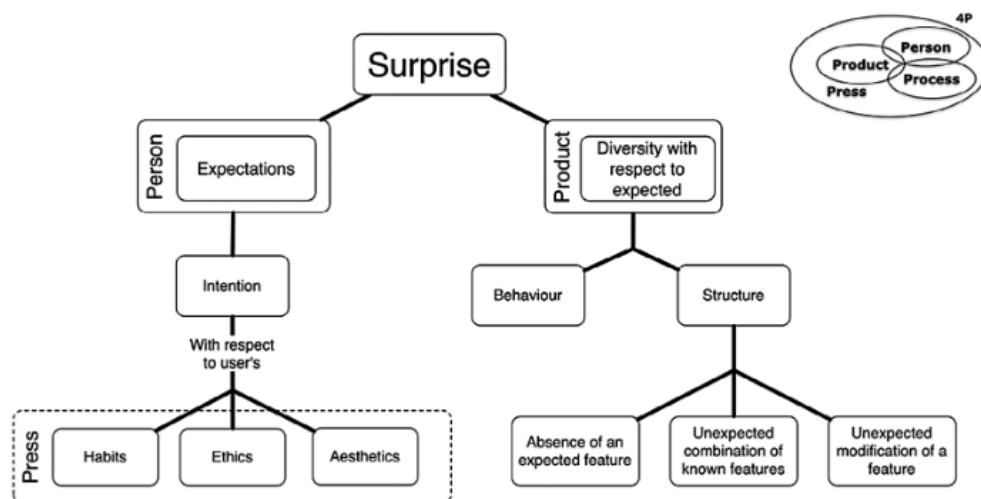 4P
Person
Product
Process
Press
Surprise
Person
Expectations
Product
Diversity with
respect to
expected
Intention
Behaviour
Structure
With respect
to user's
Press
Habits
Ethics
Aesthetics
Absence of an
expected feature
Unexpected
combination of
known features
Unexpected
modification of a
feature